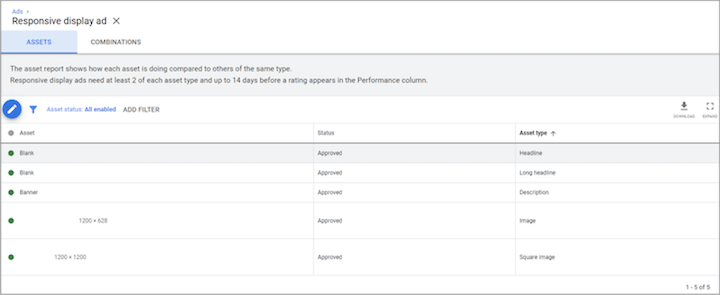 Ads >
Responsive display ad ×
ASSETS COMBINATIONS
The asset report shows how each asset is doing compared to others of the same type.
Responsive display ads need at least 2 of each asset type and up to 14 days before a rating appears in the Performance column.
Asset status: All enabled ADD FILTER DOWNLOAD EXPAND
Asset Status Asset type ↑
Blank Approved Headline
Blank Approved Long headline
Banner Approved Description
1200 × 628 Approved Image
1200 × 1200 Approved Square image
1 - 5 of 5